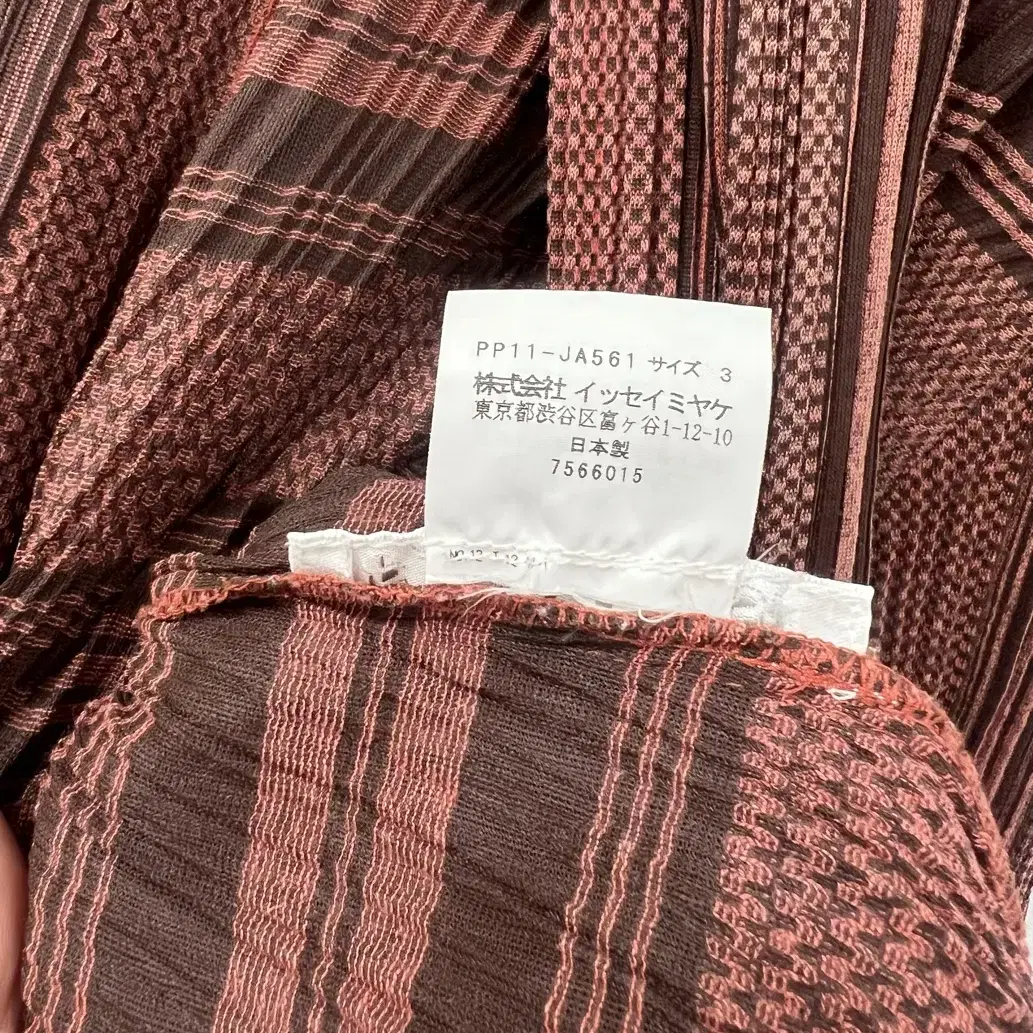 PP11-JA561 サイズ 3
株式会社 イッセイミヤケ
東京都渋谷区富ヶ谷1-12-10
日本製
7566015